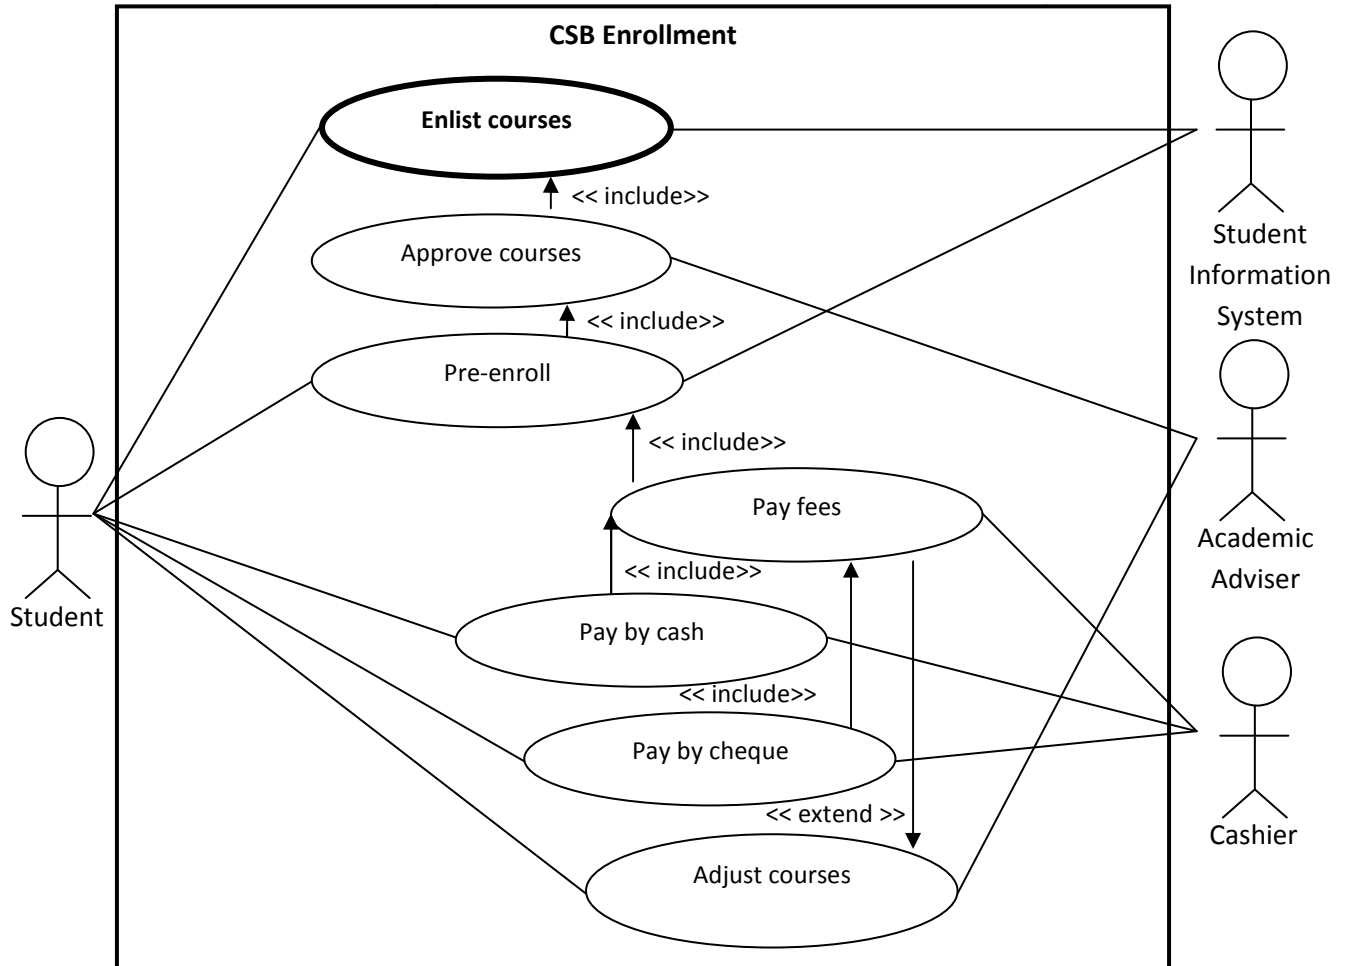 CSB Enrollment
Enlist courses
<< include>>
Student
Information
System
Approve courses
<< include>>
Pre-enroll
<< include>>
Pay fees
Academic
Adviser
<< include>>
Student
Pay by cash
<< include>>
Pay by cheque
<< extend >>
Cashier
Adjust courses